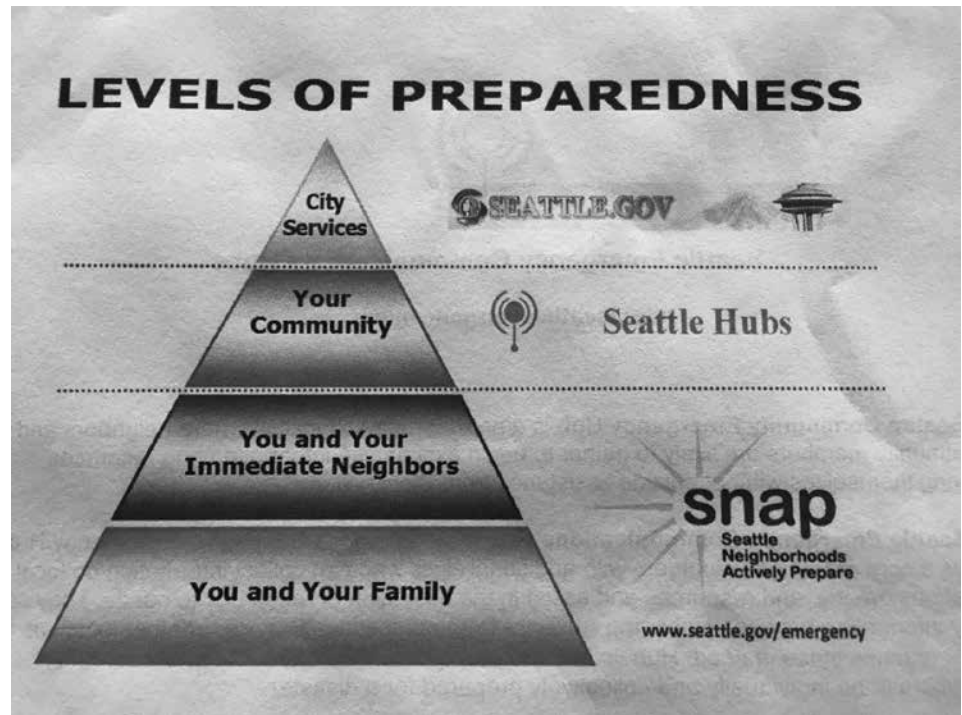 LEVELS OF PREPAREDNESS
City
Services
SEATTLE.GOV
Your
Community
Seattle Hubs
You and Your
Immediate Neighbors
snap
Seattle
Neighborhoods
Actively Prepare
You and Your Family
www.seattle.gov/emergency